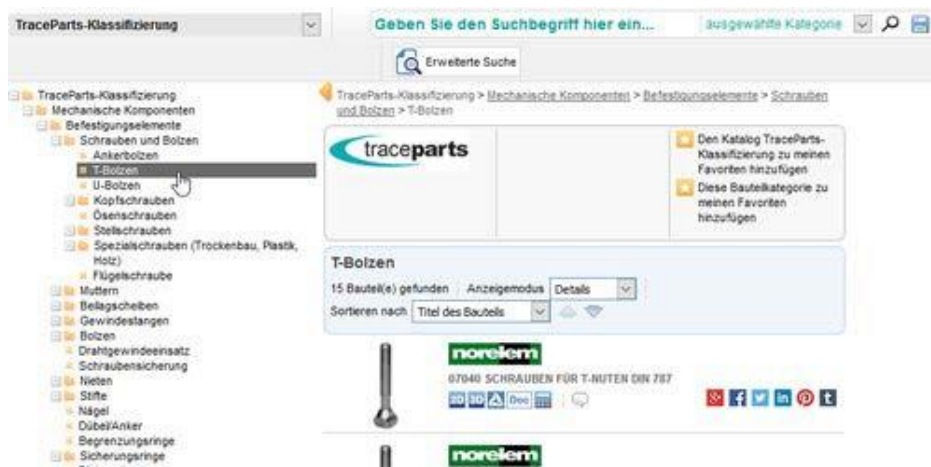 TraceParts-Klassifizierung
Geben Sie den Suchbegriff hier ein...
ausgewählte Kategorie
Erweiterte Suche
TraceParts-Klassifizierung
Mechanische Komponenten
Befestigungselemente
Schrauben und Bolzen
Ankerbolzen
T-Bolzen
U-Bolzen
Kopfschrauben
Ösenschrauben
Stellschrauben
Spezialschrauben (Trockenbau, Plastik,
Holz)
Flügelschraube
Muttern
Beilagscheiben
Gewindestangen
Bolzen
Drahtgewindeeinsatz
Schraubensicherung
Nieten
Stifte
Nägel
Dübel/Anker
Begrenzungsringe
Sicherungsringe
TraceParts-Klassifizierung > Mechanische Komponenten > Befestigungselemente > Schrauben
und Bolzen > T-Bolzen
traceparts
Den Katalog TraceParts-
Klassifizierung zu meinen
Favoriten hinzufügen
Diese Bauteilkategorie zu
meinen Favoriten
hinzufügen
T-Bolzen
15 Bauteil(e) gefunden Anzeigemodus Details
Sortieren nach Titel des Bauteils
norelem
07040 SCHRAUBEN FÜR T-NUTEN DIN 787
2D 3D Doc
norelem